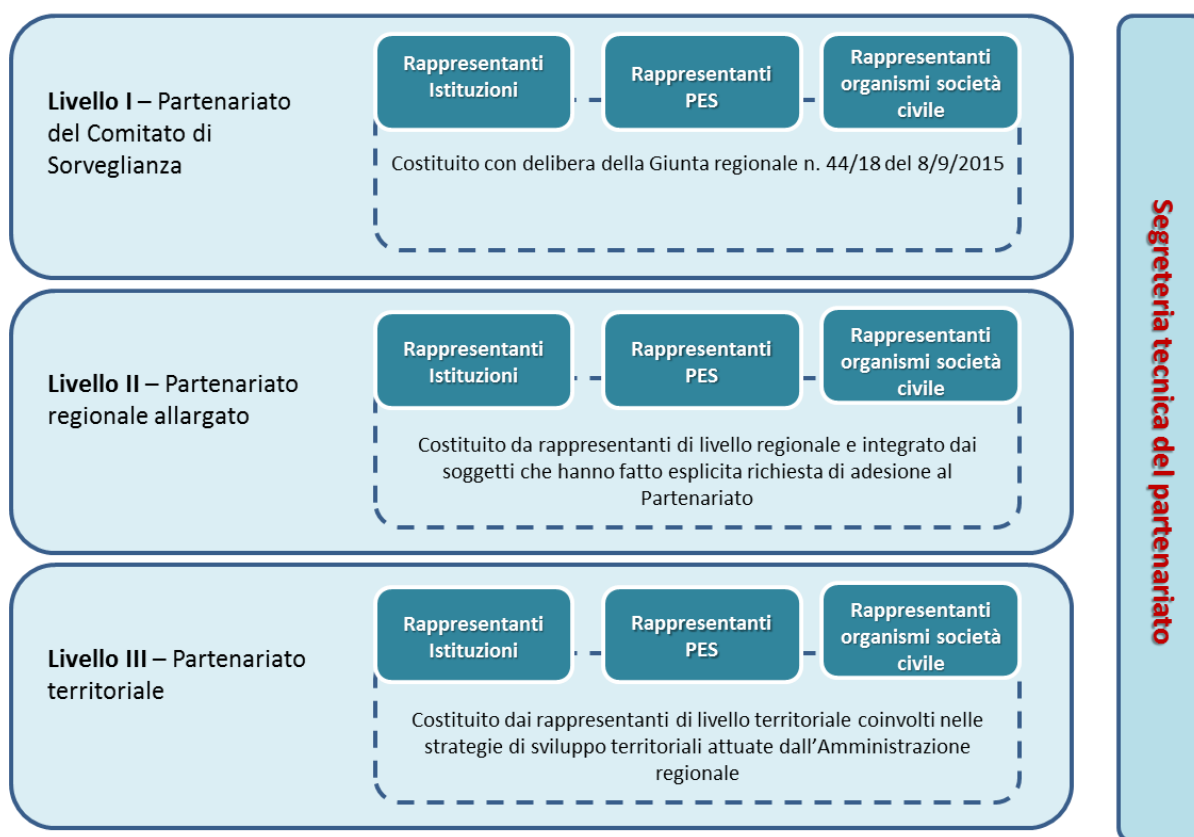 Livello I – Partenariato
del Comitato di
Sorveglianza
Rappresentanti
Istituzioni
Rappresentanti
PES
Rappresentanti
organismi società
civile
Costituito con delibera della Giunta regionale n. 44/18 del 8/9/2015
Livello II – Partenariato
regionale allargato
Rappresentanti
Istituzioni
Rappresentanti
PES
Rappresentanti
organismi società
civile
Costituito da rappresentanti di livello regionale e integrato dai
soggetti che hanno fatto esplicita richiesta di adesione al
Partenariato
Livello III – Partenariato
territoriale
Rappresentanti
Istituzioni
Rappresentanti
PES
Rappresentanti
organismi società
civile
Costituito dai rappresentanti di livello territoriale coinvolti nelle
strategie di sviluppo territoriali attuate dall’Amministrazione
regionale
Segreteria tecnica del partenariato